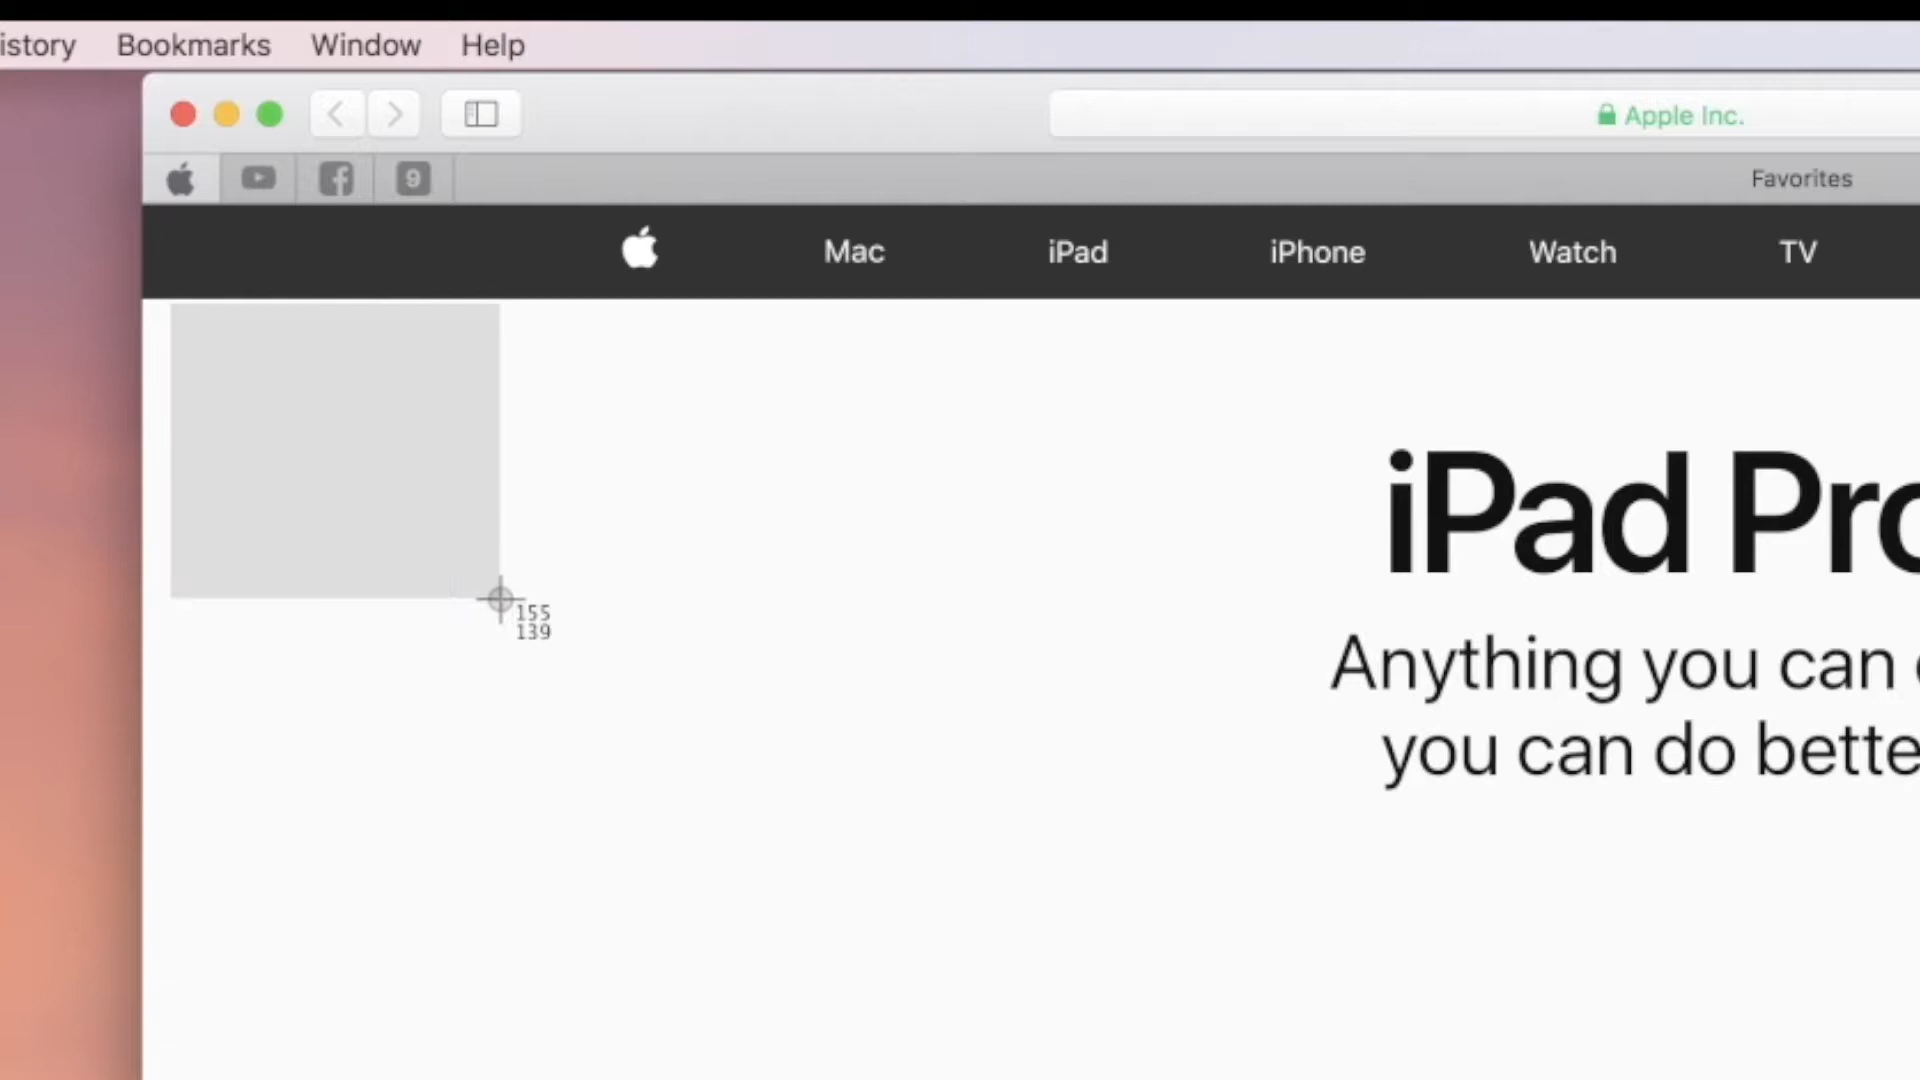 istory Bookmarks Window Help
Apple Inc.
9 Favorites
Mac iPad iPhone Watch TV
iPad Pro
Anything you can
you can do bette
155
139